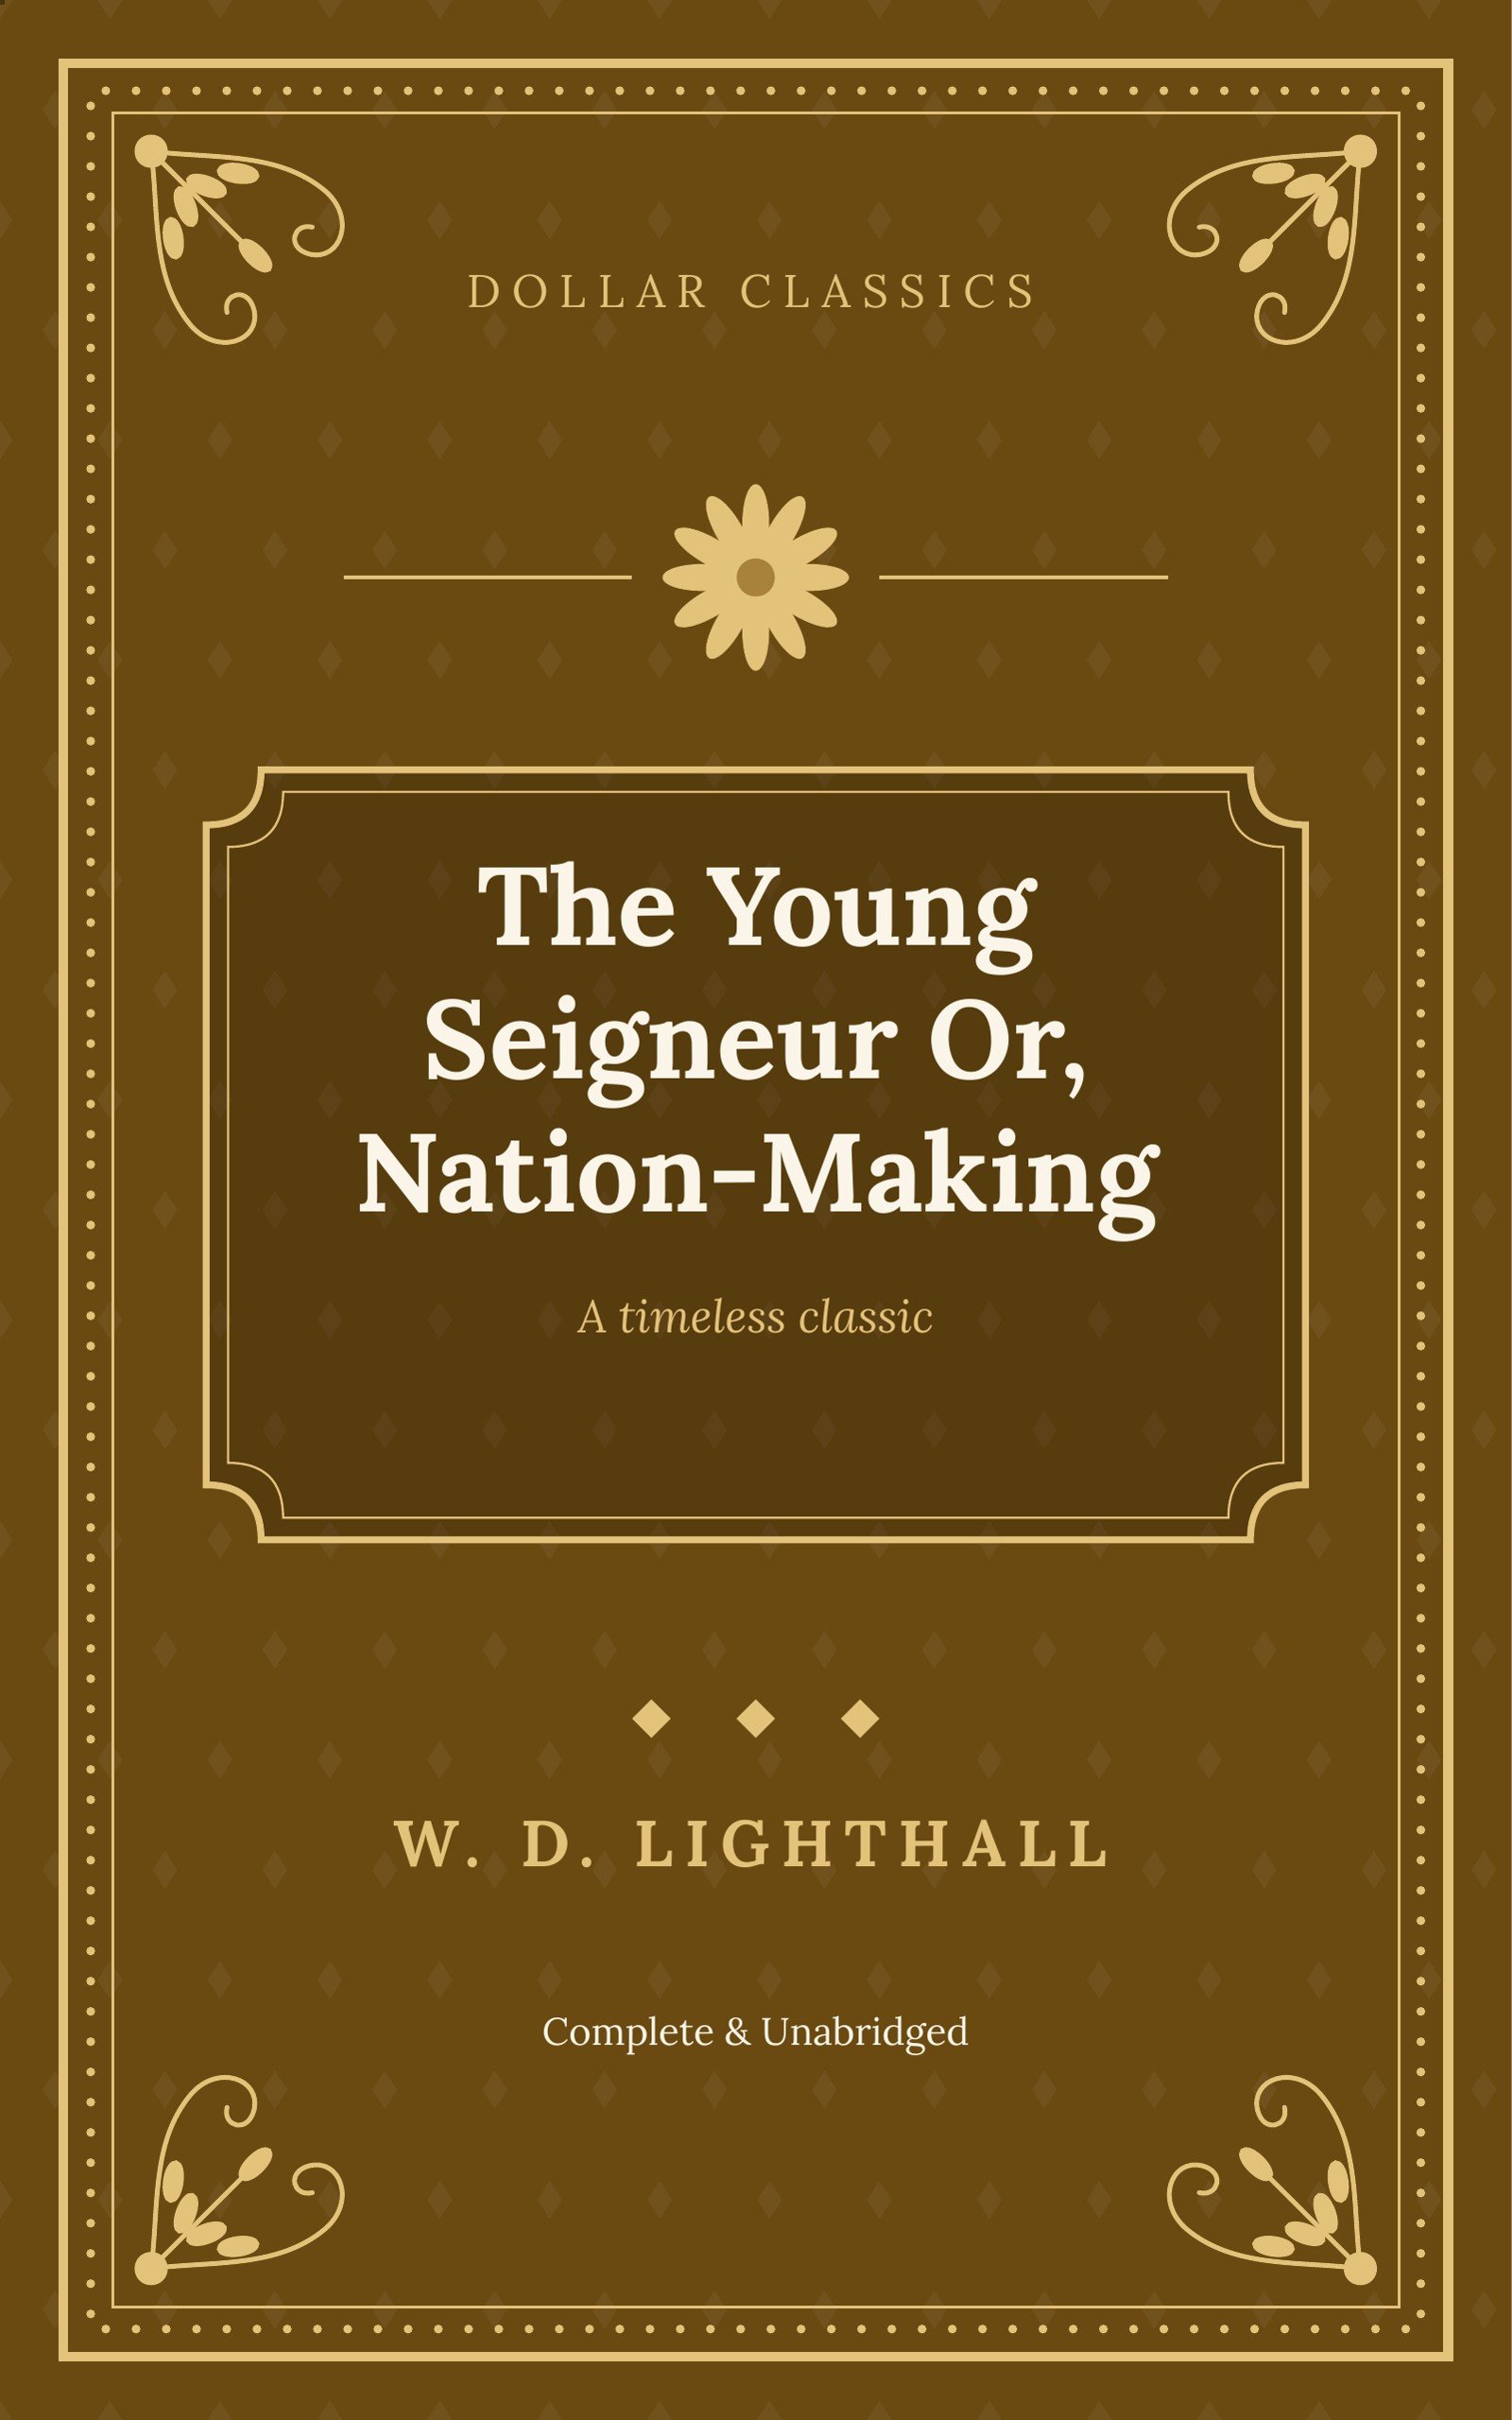 DOLLAR CLASSICS
The Young
Seigneur Or,
Nation-Making
A timeless classic
W. D. LIGHTHALL
Complete & Unabridged